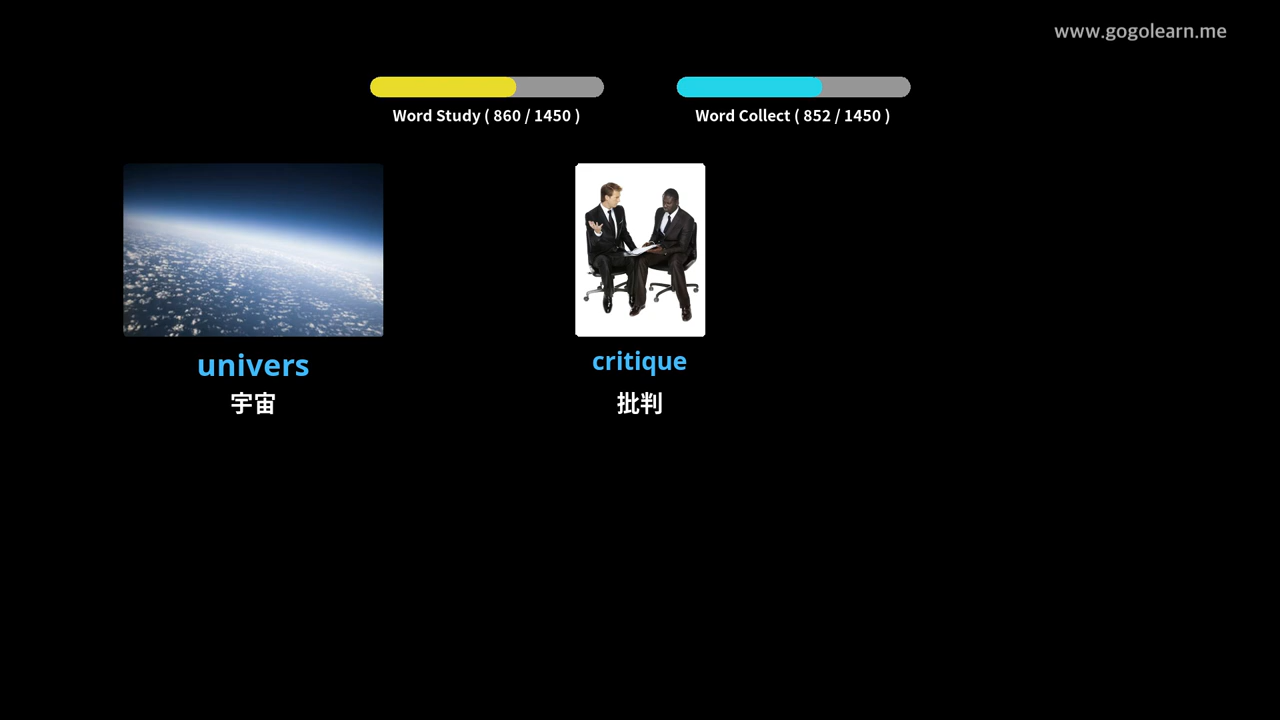 www.gogolearn.me
Word Study ( 860 / 1450 )
Word Collect ( 852 / 1450 )
univers
宇宙
critique
批判